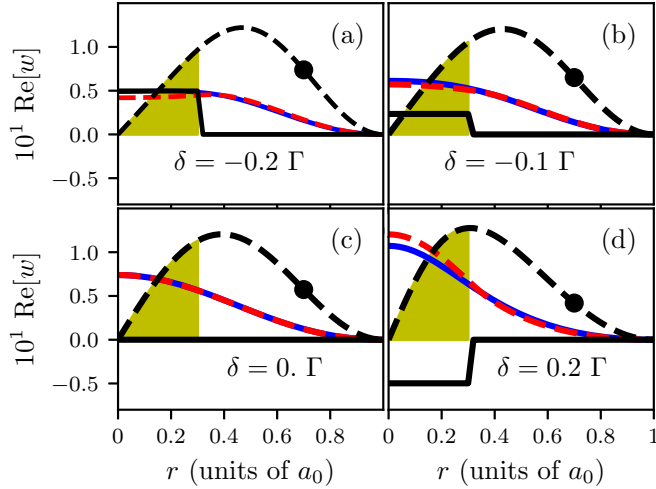 (a)
(b)
10¹ Re[w]
1.0
0.5
0.0
−0.5
δ = −0.2 Γ
δ = −0.1 Γ
(c)
(d)
10¹ Re[w]
1.0
0.5
0.0
−0.5
δ = 0. Γ
δ = 0.2 Γ
0 0.2 0.4 0.6 0.8
0 0.2 0.4 0.6 0.8 1
r (units of a₀)
r (units of a₀)